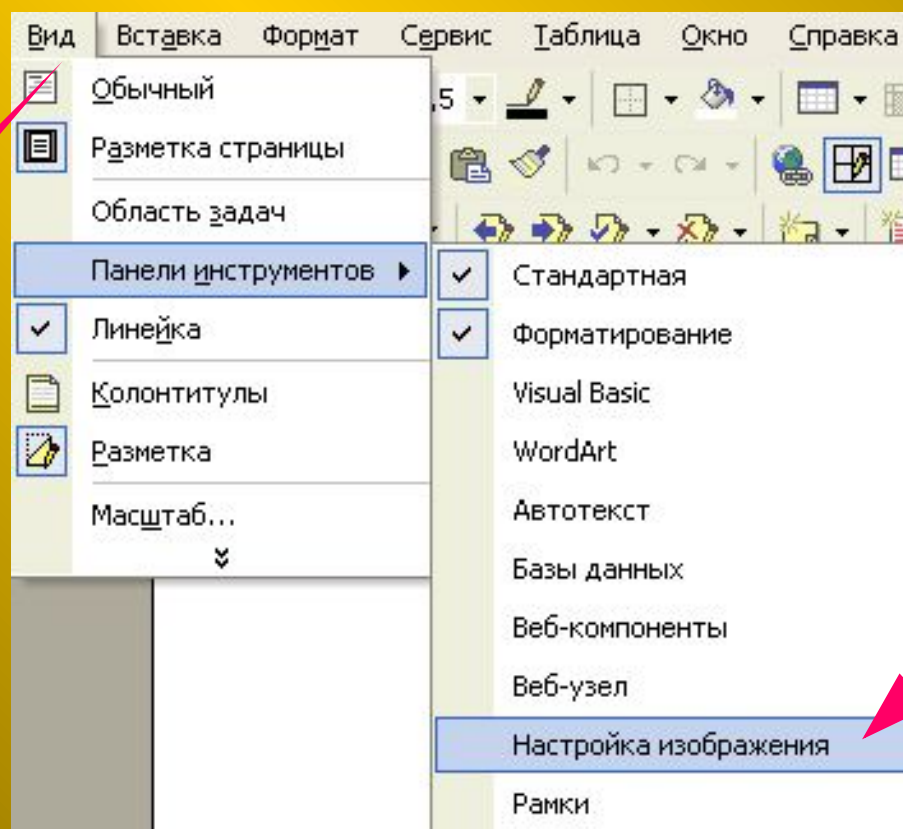 Вид Вставка Формат Сервис Таблица Окно Справка
Обычный
,5
Разметка страницы
Область задач
Панели инструментов
Стандартная
Линейка
Форматирование
Колонтитулы
Visual Basic
Разметка
WordArt
Масштаб...
Автотекст
Базы данных
Веб-компоненты
Веб-узел
Настройка изображения
Рамки